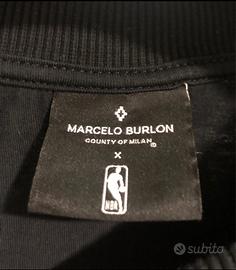 MARCELO BURLON
COUNTY OF MILAN®
X
NBA
subito